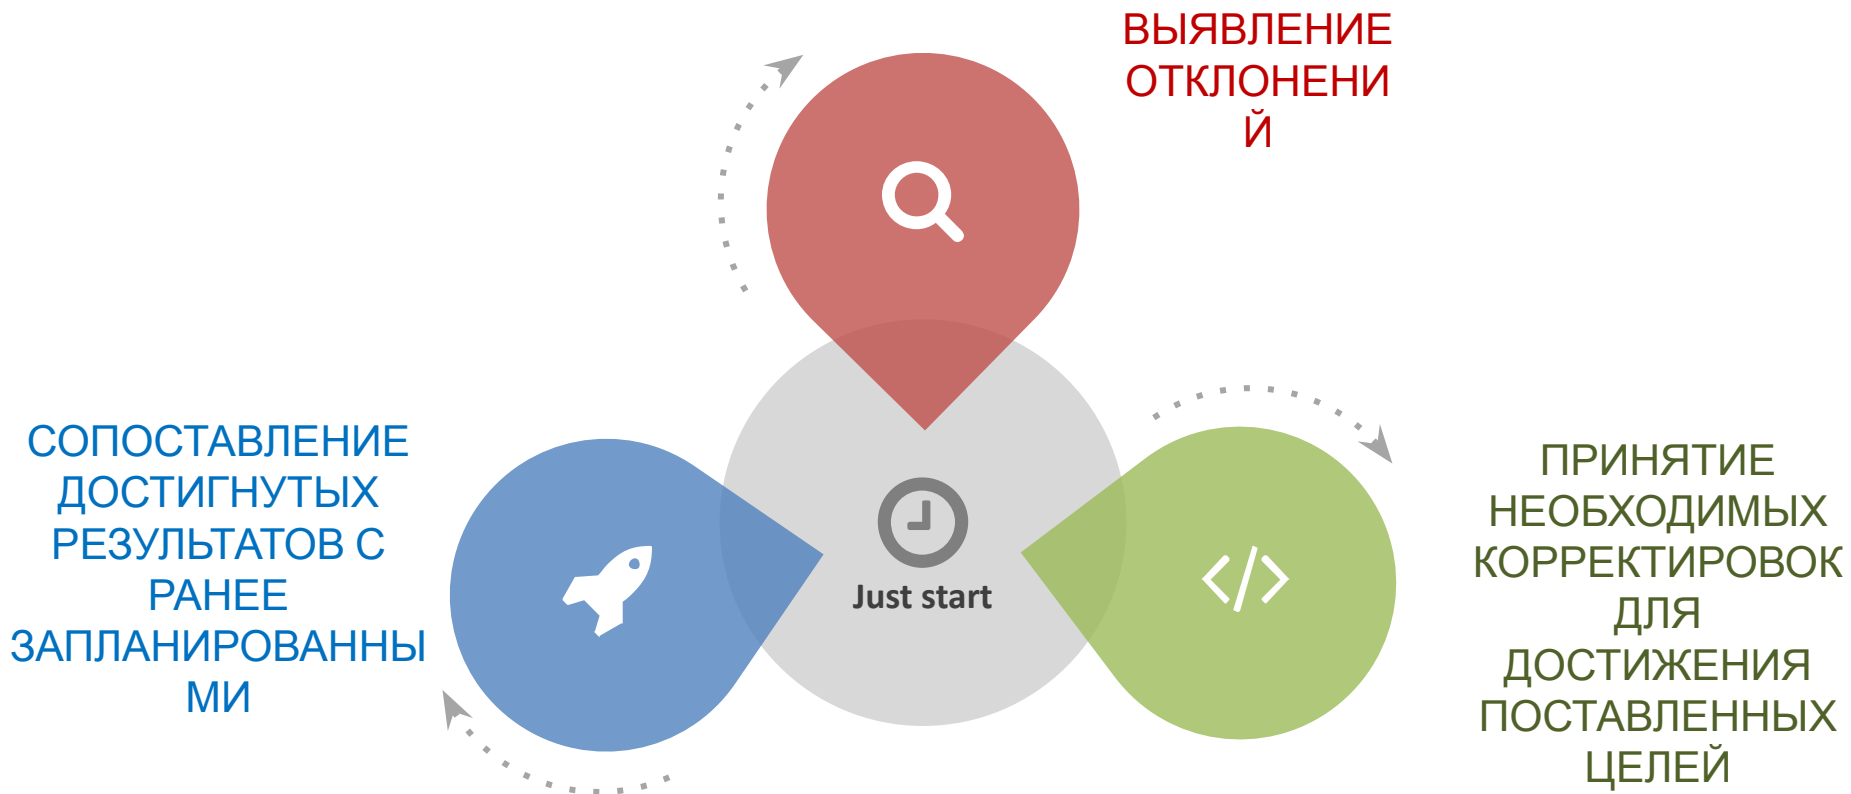 ВЫЯВЛЕНИЕ
ОТКЛОНЕНИ
Й
СОПОСТАВЛЕНИЕ
ДОСТИГНУТЫХ
РЕЗУЛЬТАТОВ С
РАНЕЕ
ЗАПЛАНИРОВАННЫ
МИ
Just start
ПРИНЯТИЕ
НЕОБХОДИМЫХ
КОРРЕКТИРОВОК
ДЛЯ
ДОСТИЖЕНИЯ
ПОСТАВЛЕННЫХ
ЦЕЛЕЙ